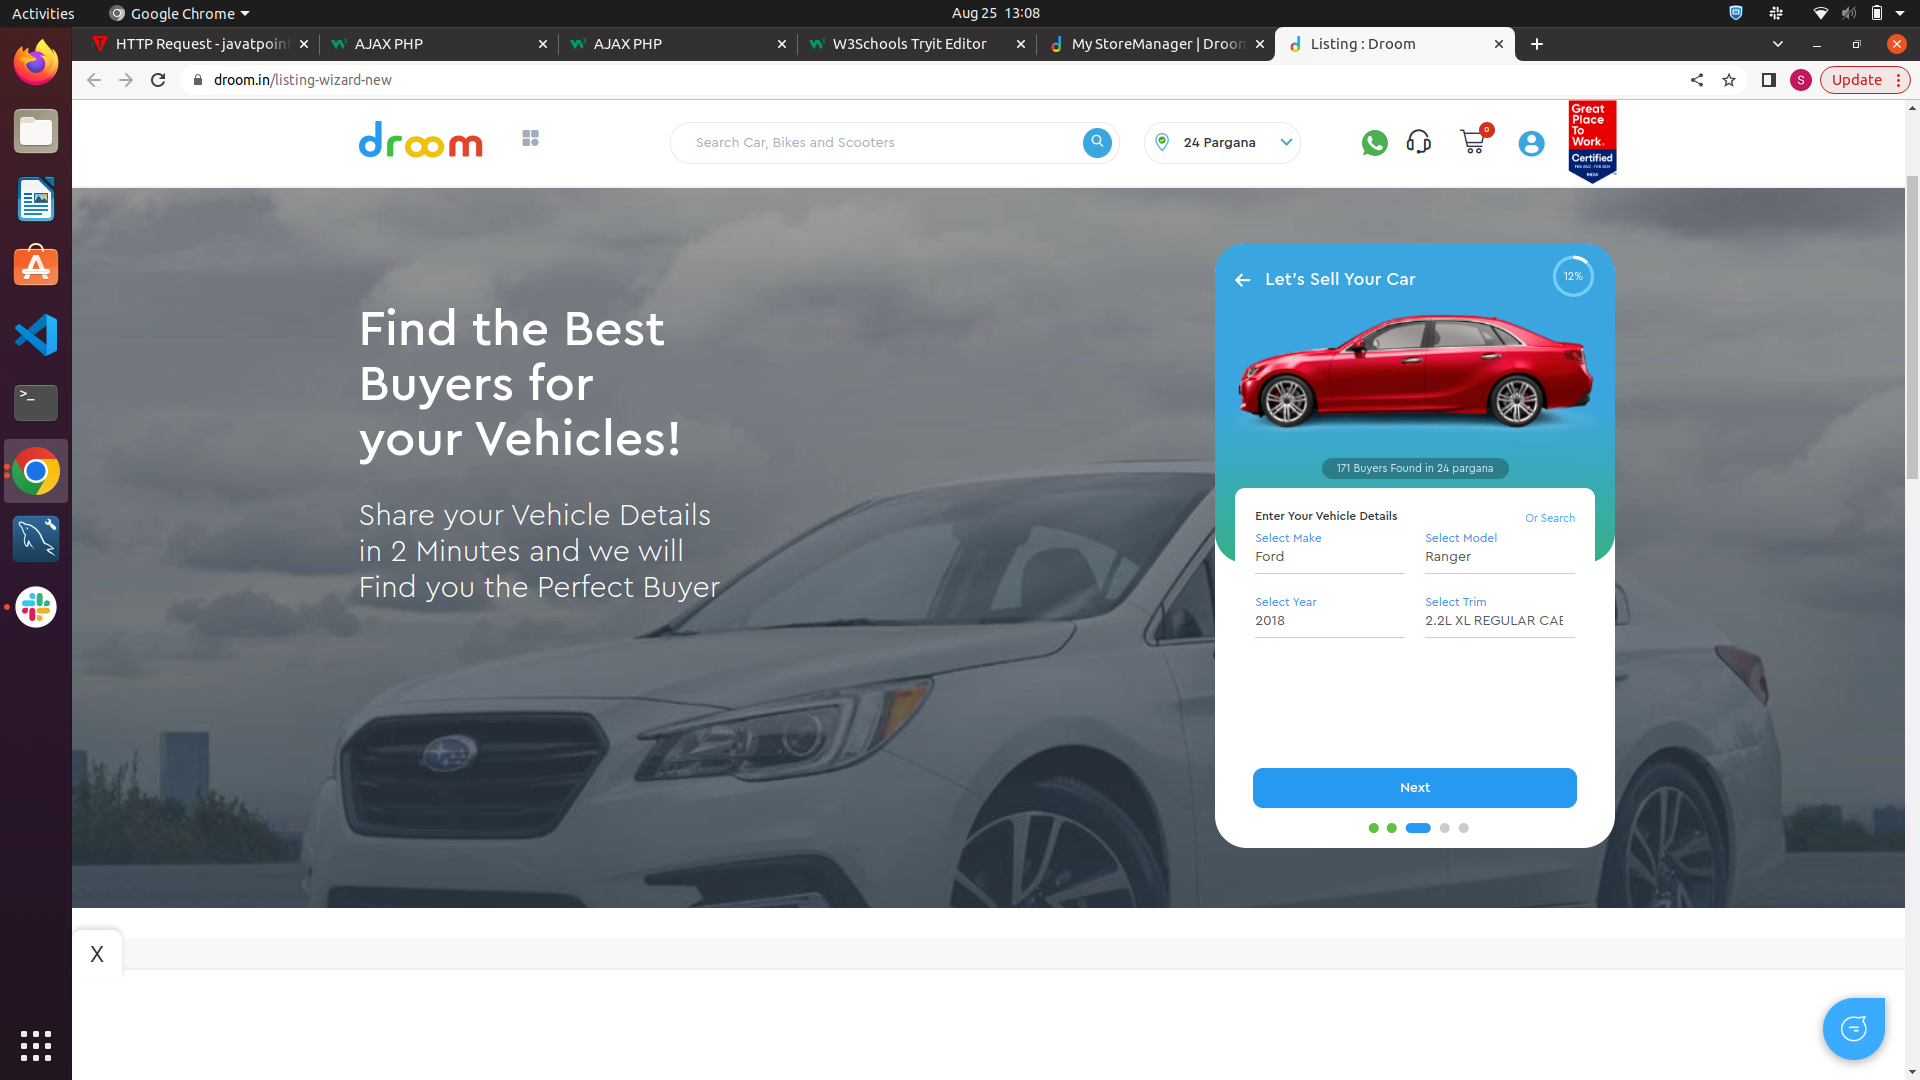 Activities
Google Chrome
Aug 25 13:08
HTTP Request - javatpoint
AJAX PHP
AJAX PHP
W3Schools Tryit Editor
My StoreManager | Droom
Listing : Droom
droom.in/listing-wizard-new
S
Update
droom
Search Car, Bikes and Scooters
24 Pargana
0
Great
Place
To
Work.
Certified
INDIA
Find the Best
Buyers for
your Vehicles!
Share your Vehicle Details
in 2 Minutes and we will
Find you the Perfect Buyer
Let's Sell Your Car
12%
171 Buyers Found in 24 pargana
Enter Your Vehicle Details
Or Search
Select Make
Select Model
Ford
Ranger
Select Year
Select Trim
2018
2.2L XL REGULAR CAB
Next
X